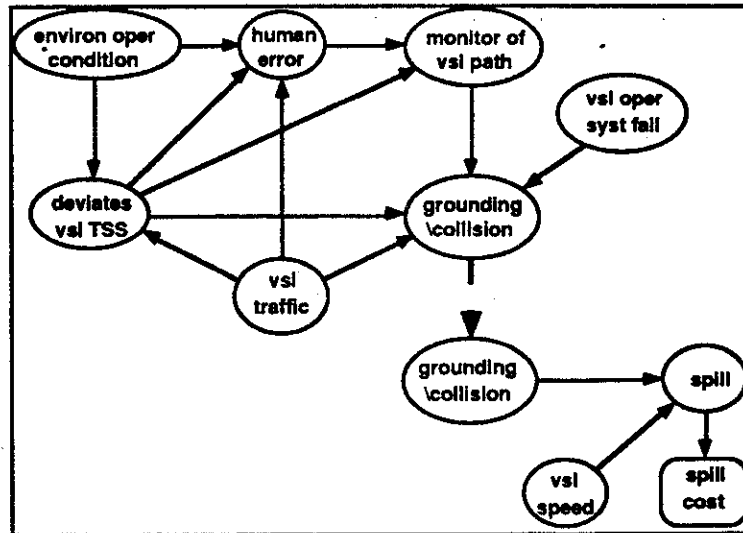 environ oper
condition
human
error
monitor of
vsl path
vsl oper
syst fail
deviates
vsl TSS
grounding
\collision
vsl
traffic
grounding
\collision
spill
vsl
speed
spill
cost